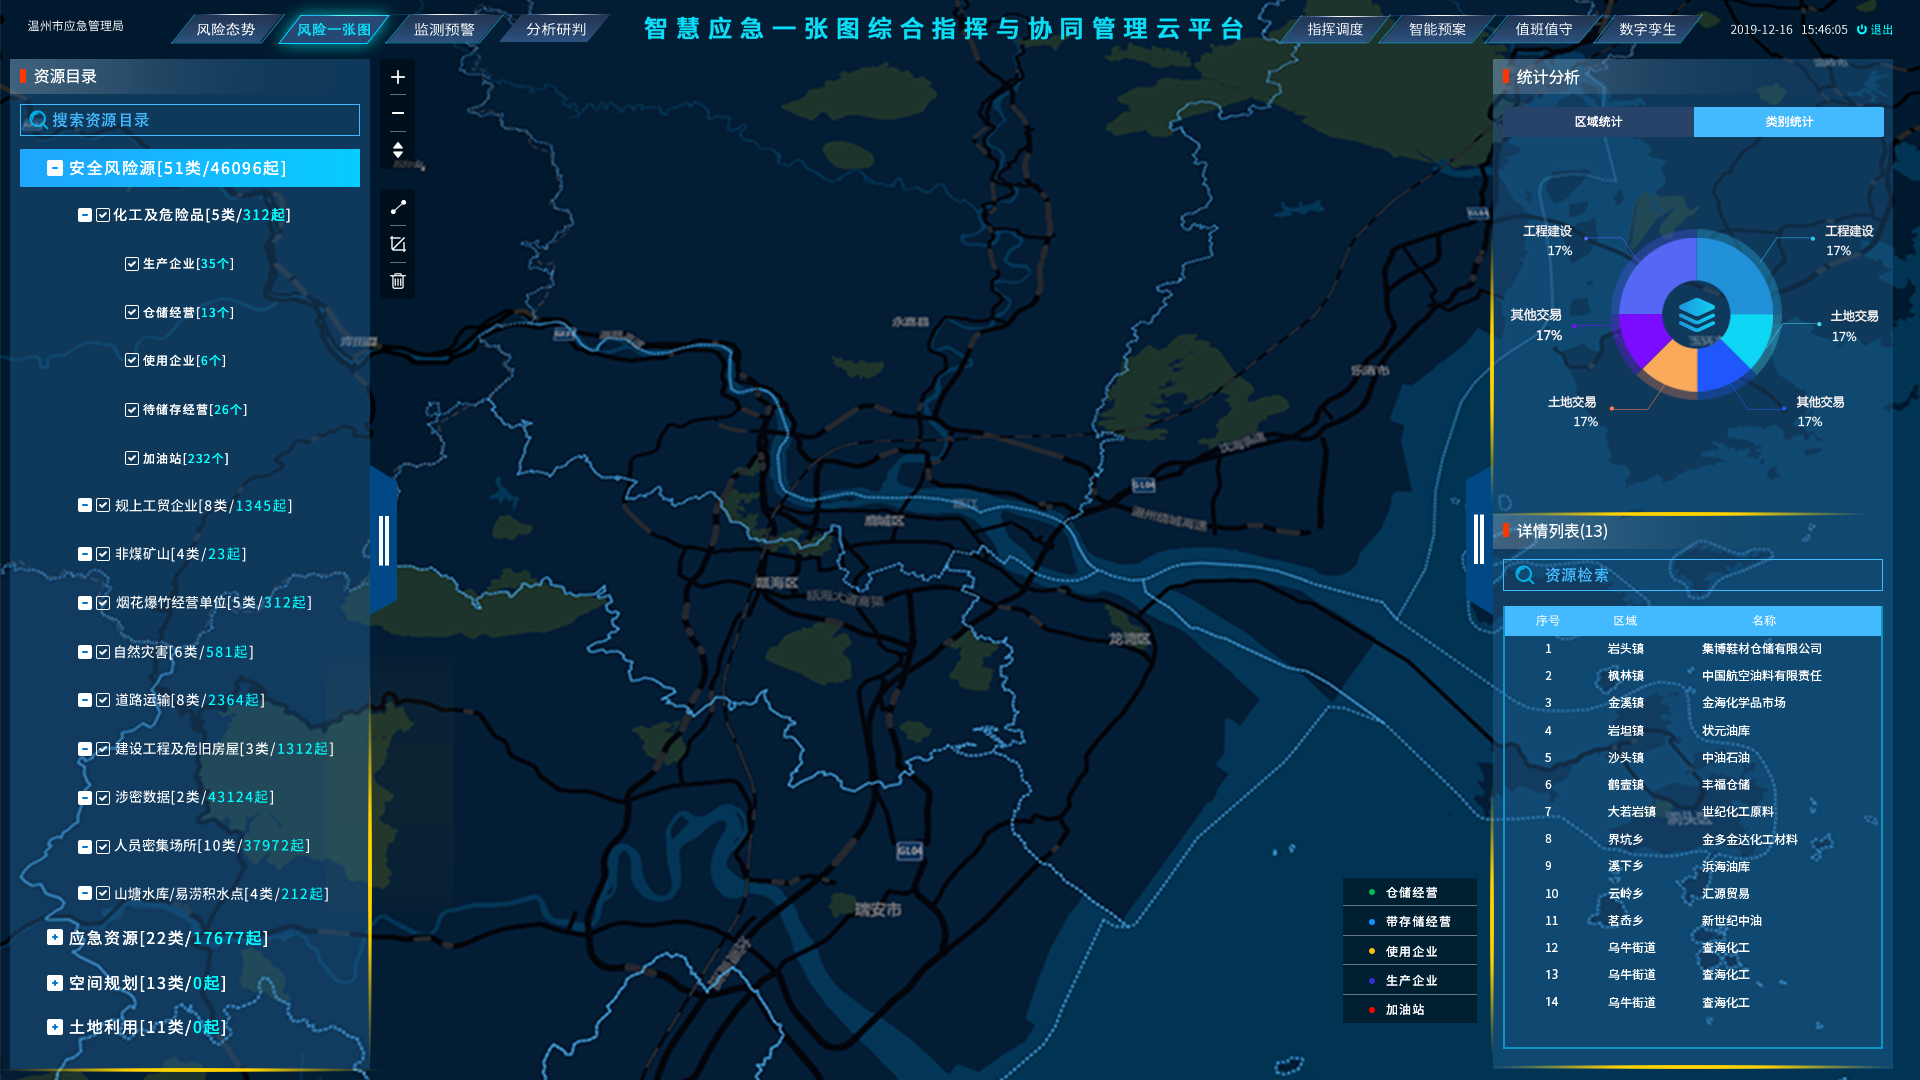 温州市应急管理局
风险态势
风险一张图
监测预警
分析研判
智慧应急一张图综合指挥与协同管理云平台
指挥调度
智能预案
值班值守
数字孪生
2019-12-16 15:46:05 退出
资源目录
搜索资源目录
安全风险源[51类/46096起]
化工及危险品[5类/312起]
生产企业[35个]
仓储经营[13个]
使用企业[6个]
待储存经营[26个]
加油站[232个]
规上工贸企业[8类/1345起]
非煤矿山[4类/23起]
烟花爆竹经营单位[5类/312起]
自然灾害[6类/581起]
道路运输[8类/2364起]
建设工程及危旧房屋[3类/1312起]
涉密数据[2类/43124起]
人员密集场所[10类/37972起]
山塘水库/易涝积水点[4类/212起]
应急资源[22类/17677起]
空间规划[13类/0起]
土地利用[11类/0起]
永嘉县
乐清市
沈海高速
G104
温州绕城高速
鹿城区
瓯江
瓯海区
瓯海大道高架
龙湾区
G104
瑞安市
仓储经营
带存储经营
使用企业
生产企业
加油站
统计分析
区域统计
类别统计
工程建设
17%
工程建设
17%
其他交易
17%
土地交易
17%
土地交易
17%
其他交易
17%
详情列表(13)
资源检索
序号 区域 名称
1 岩头镇 集博鞋材仓储有限公司
2 枫林镇 中国航空油料有限责任
3 金溪镇 金海化学品市场
4 岩坦镇 状元油库
5 沙头镇 中油石油
6 鹤壹镇 丰福仓储
7 大若岩镇 世纪化工原料
8 界坑乡 金多金达化工材料
9 溪下乡 滨海油库
10 云岭乡 汇源贸易
11 茗岙乡 新世纪中油
12 乌牛街道 查海化工
13 乌牛街道 查海化工
14 乌牛街道 查海化工